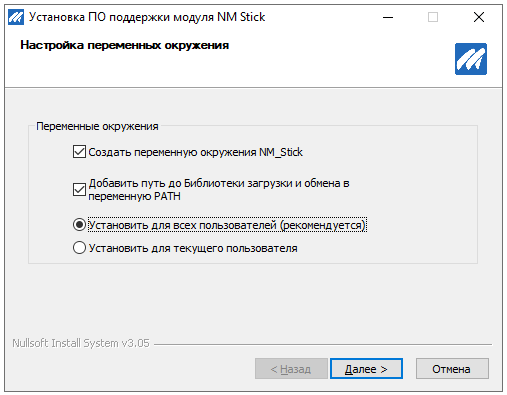 Установка ПО поддержки модуля NM Stick
Настройка переменных окружения
Переменные окружения
Создать переменную окружения NM_Stick
Добавить путь до Библиотеки загрузки и обмена в
переменную PATH
Установить для всех пользователей (рекомендуется)
Установить для текущего пользователя
Nullsoft Install System v3.05
< Назад
Далее >
Отмена